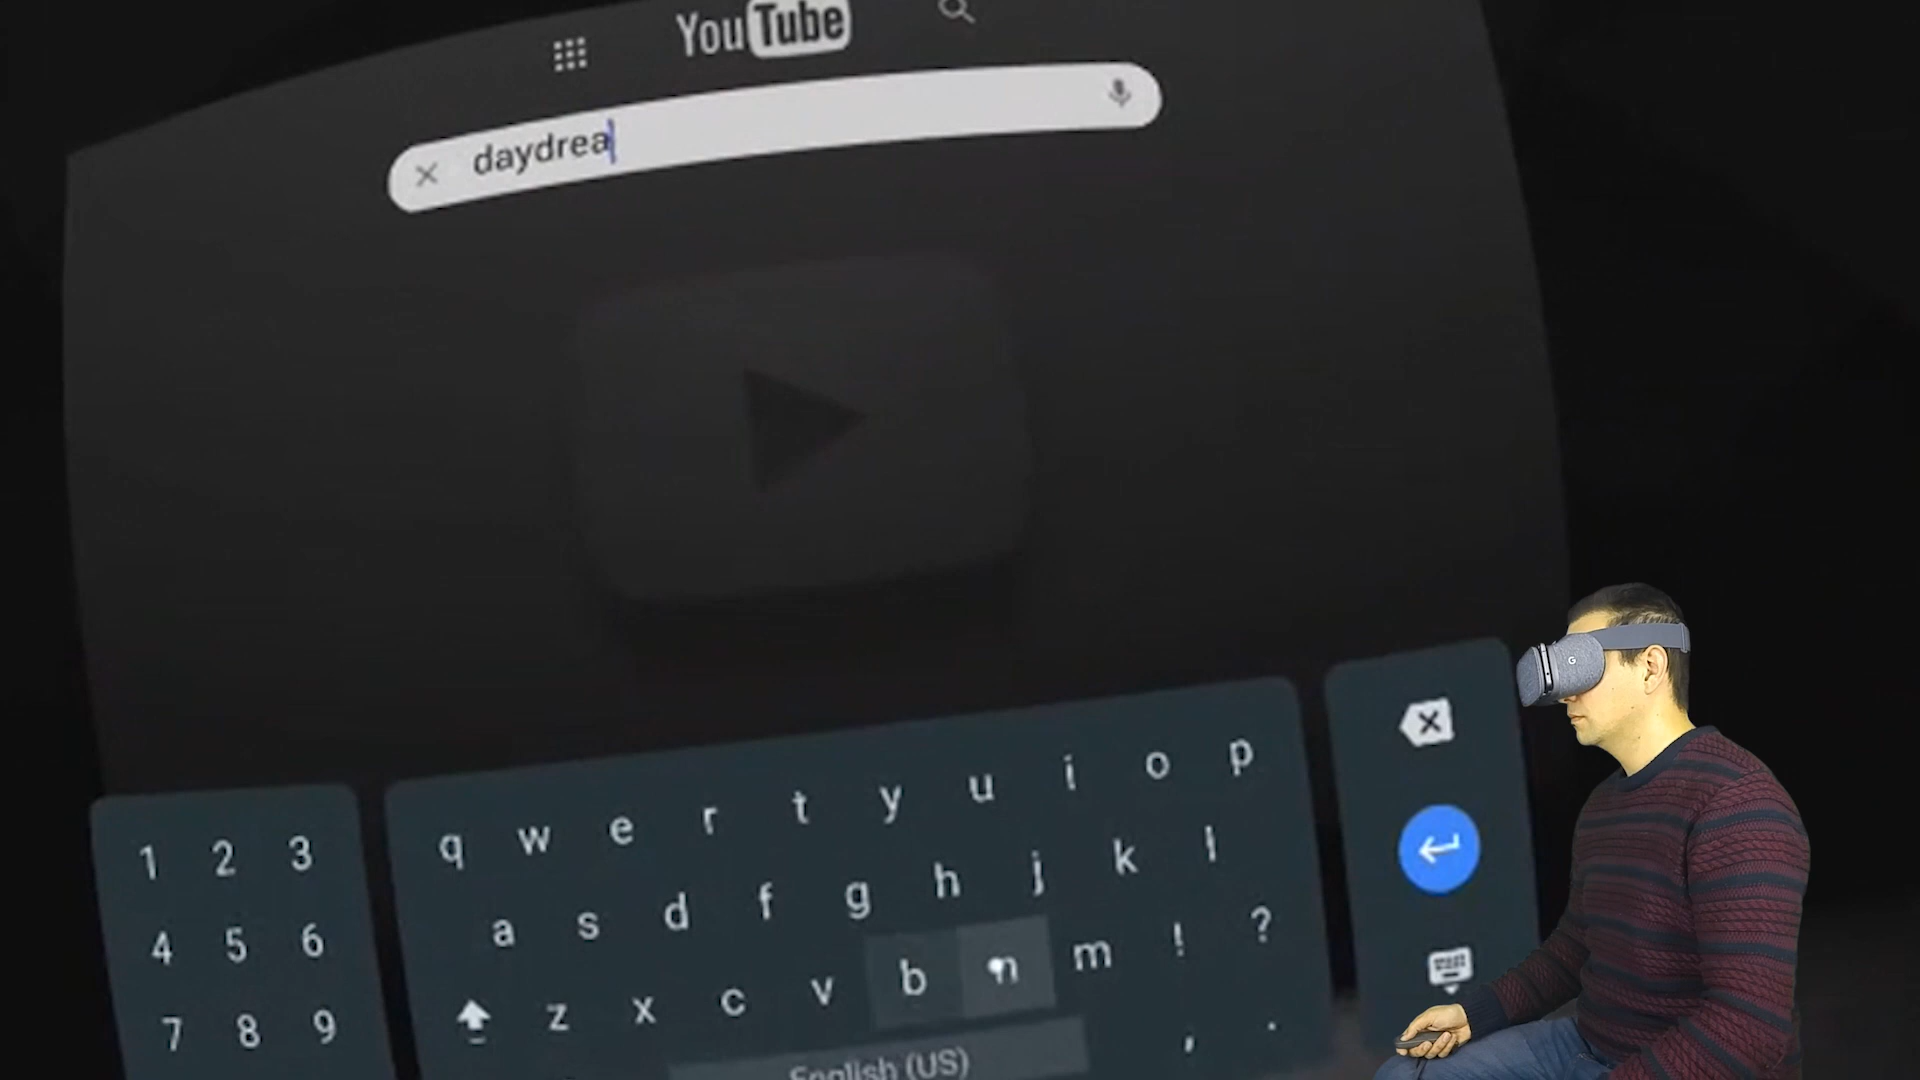 YouTube
daydrea
1 2 3
q w e r t y u i o p
4 5 6
a s d f g h j k l
7 8 9
z x c v b n m ! ?
English (US) , .
G